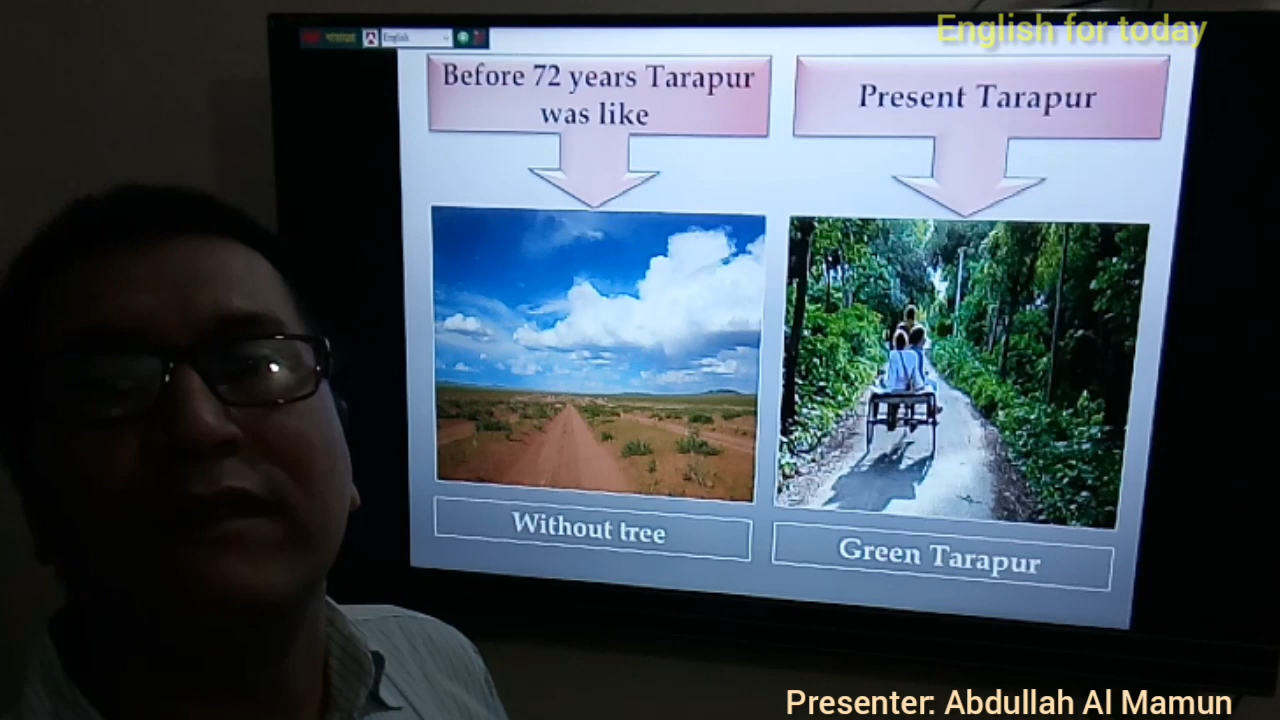 English for today
English
Before 72 years Tarapur
was like
Present Tarapur
Without tree
Green Tarapur
Presenter: Abdullah Al Mamun